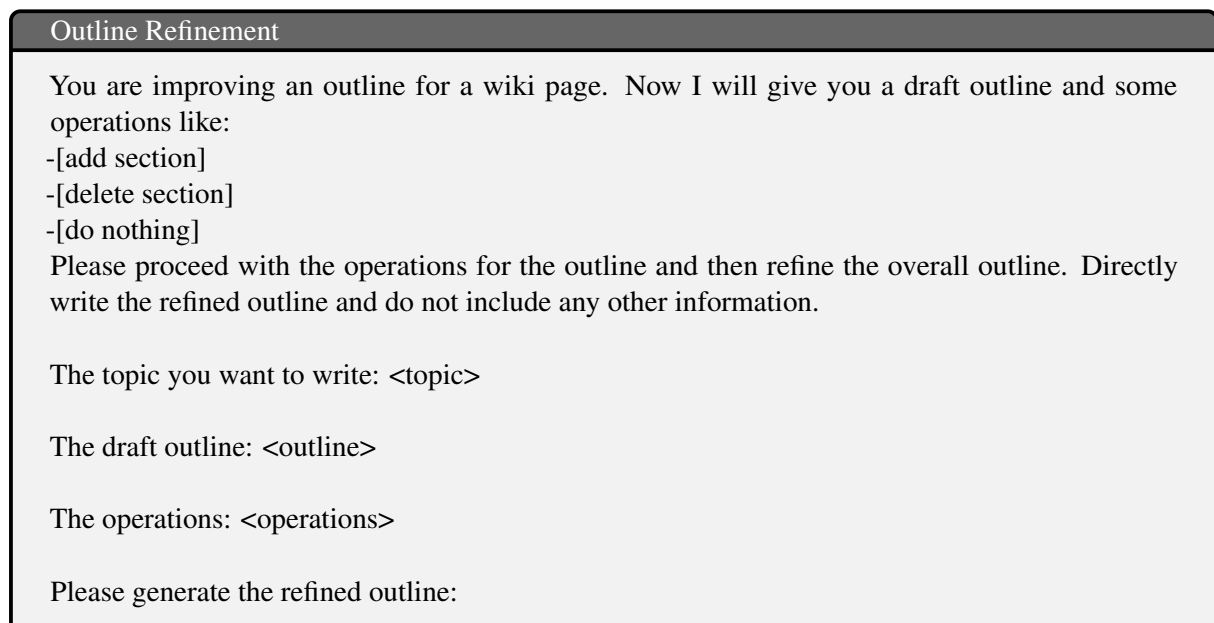 Outline Refinement
You are improving an outline for a wiki page. Now I will give you a draft outline and some
operations like:
-[add section]
-[delete section]
-[do nothing]
Please proceed with the operations for the outline and then refine the overall outline. Directly
write the refined outline and do not include any other information.
The topic you want to write: <topic>
The draft outline: <outline>
The operations: <operations>
Please generate the refined outline: